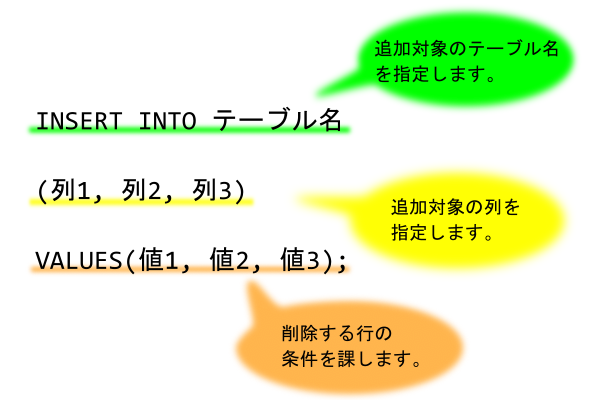 追加対象のテーブル名
を指定します。
INSERT INTO テーブル名
(列1, 列2, 列3)
追加対象の列を
指定します。
VALUES(値1, 値2, 値3);
削除する行の
条件を課します。